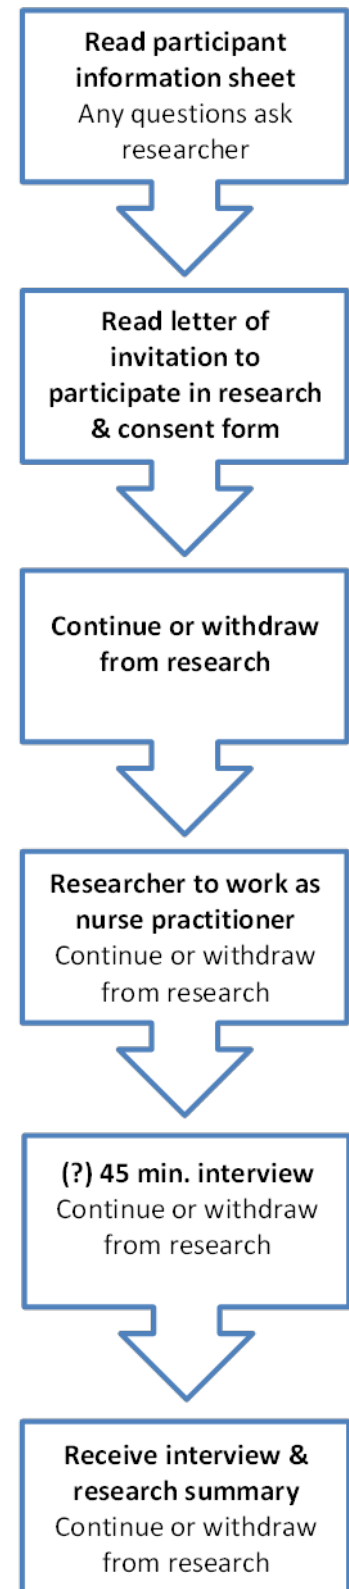 Read participant
information sheet
Any questions ask
researcher
Read letter of
invitation to
participate in research
& consent form
Continue or withdraw
from research
Researcher to work as
nurse practitioner
Continue or withdraw
from research
(?) 45 min. interview
Continue or withdraw
from research
Receive interview &
research summary
Continue or withdraw
from research